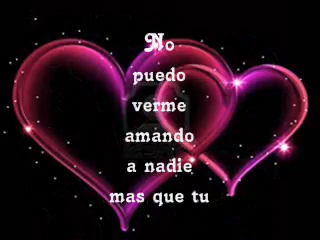 No
puedo
verme
amando
a nadie
mas que tu